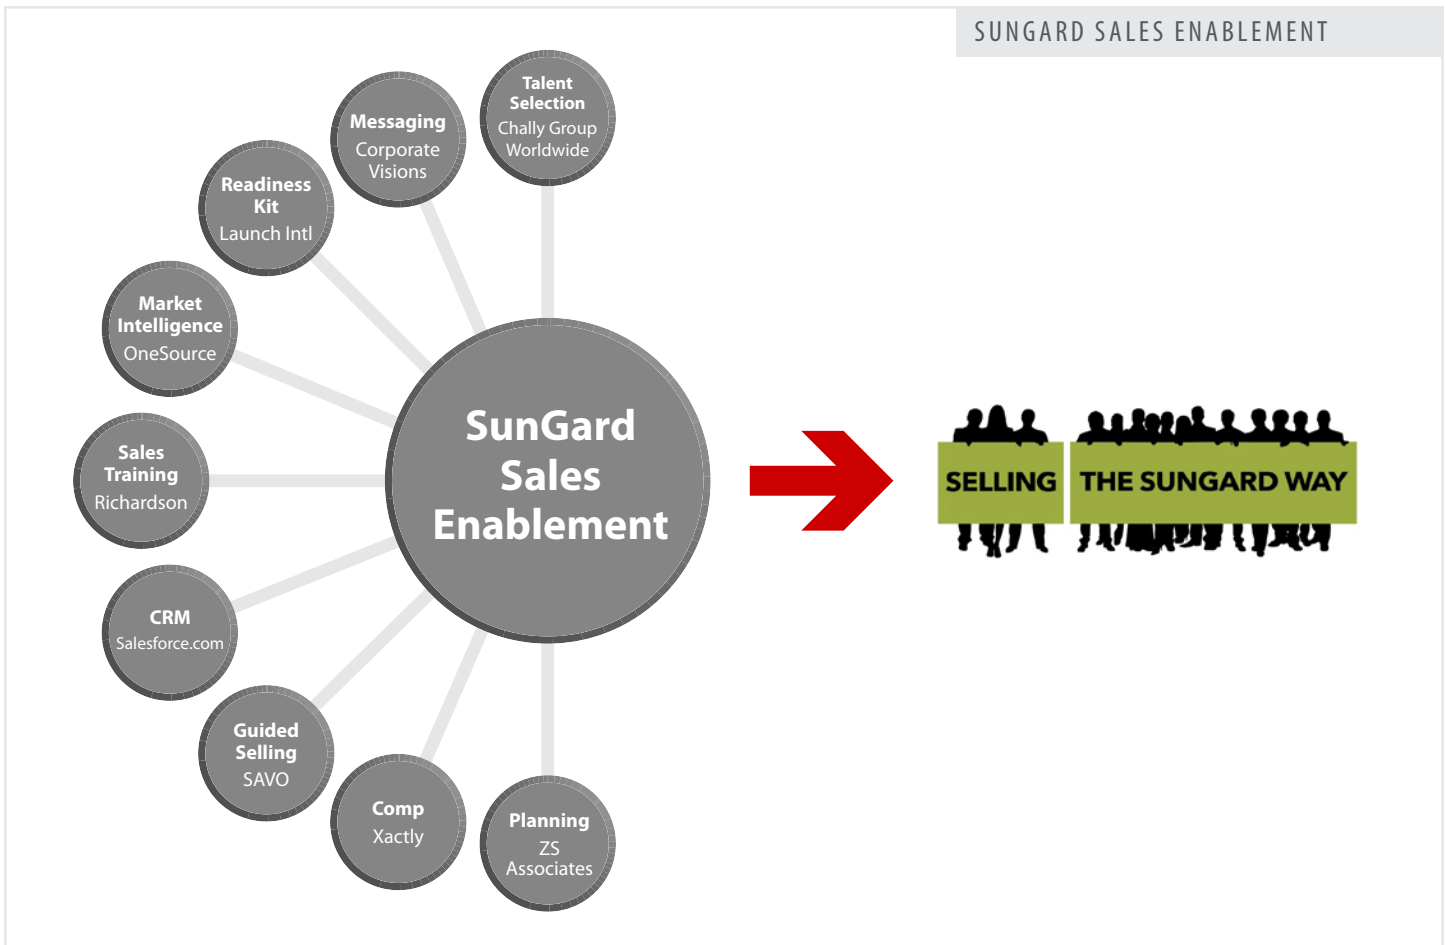 SUNGARD SALES ENABLEMENT
Talent
Selection
Chally Group
Worldwide
Messaging
Corporate
Visions
Readiness
Kit
Launch Intl
Market
Intelligence
OneSource
Sales
Training
Richardson
CRM
Salesforce.com
Guided
Selling
SAVO
Comp
Xactly
Planning
ZS
Associates
SunGard
Sales
Enablement
SELLING THE SUNGARD WAY